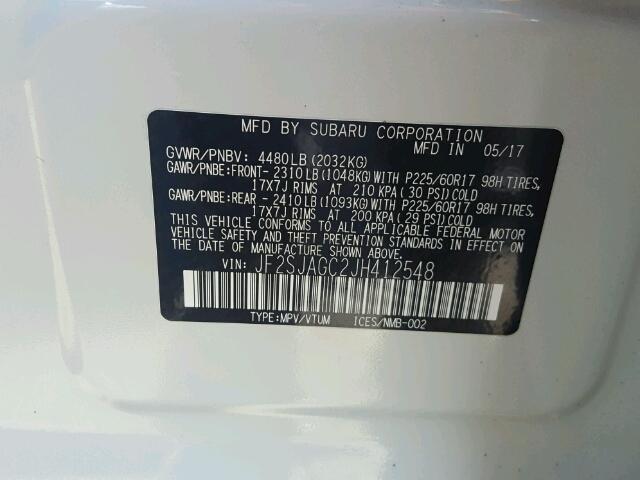 MFD BY SUBARU CORPORATION
MFD IN 05/17
GVWR/PNBV: 4480LB(2032KG)
GAWR/PNBE:FRONT- 2310LB(1048KG)WITH P225/60R17 98H TIRES,
17X7J RIMS AT 210 KPA(30 PSI)COLD
GAWR/PNBE:REAR - 2410LB(1093KG)WITH P225/60R17 98H TIRES,
17X7J RIMS AT 200 KPA(29 PSI)COLD
THIS VEHICLE CONFORMS TO ALL APPLICABLE FEDERAL MOTOR
VEHICLE SAFETY AND THEFT PREVENTION STANDARDS IN EFFECT
ON THE DATE OF MANUFACTURE SHOWN ABOVE.
VIN: JF2SJAGC2JH412548
TYPE:MPV/VTUM ICES/NMB-002